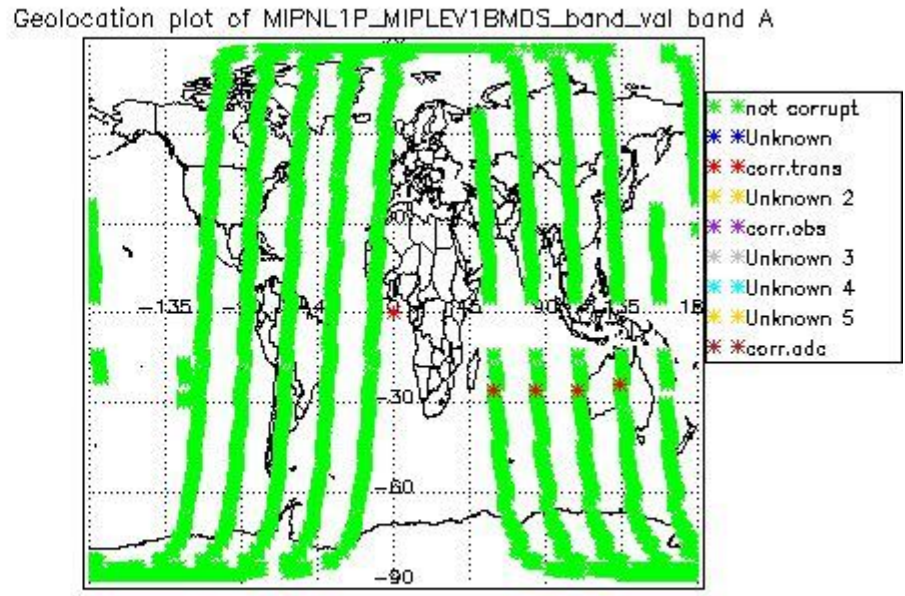 Geolocation plot of MIPNL1P_MIPLEV1BMDS_band_val band A
not corrupt
Unknown
corr.trans
Unknown 2
corr.obs
Unknown 3
Unknown 4
Unknown 5
corr.adc
-135
90
-30
-60
-90